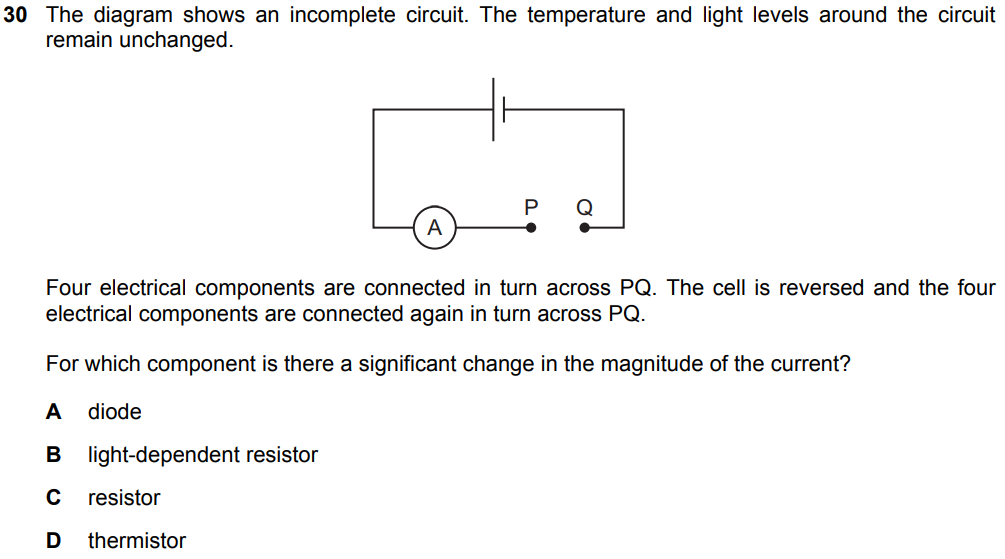 30 The diagram shows an incomplete circuit. The temperature and light levels around the circuit
remain unchanged.
P Q
A
Four electrical components are connected in turn across PQ. The cell is reversed and the four
electrical components are connected again in turn across PQ.
For which component is there a significant change in the magnitude of the current?
A diode
B light-dependent resistor
C resistor
D thermistor